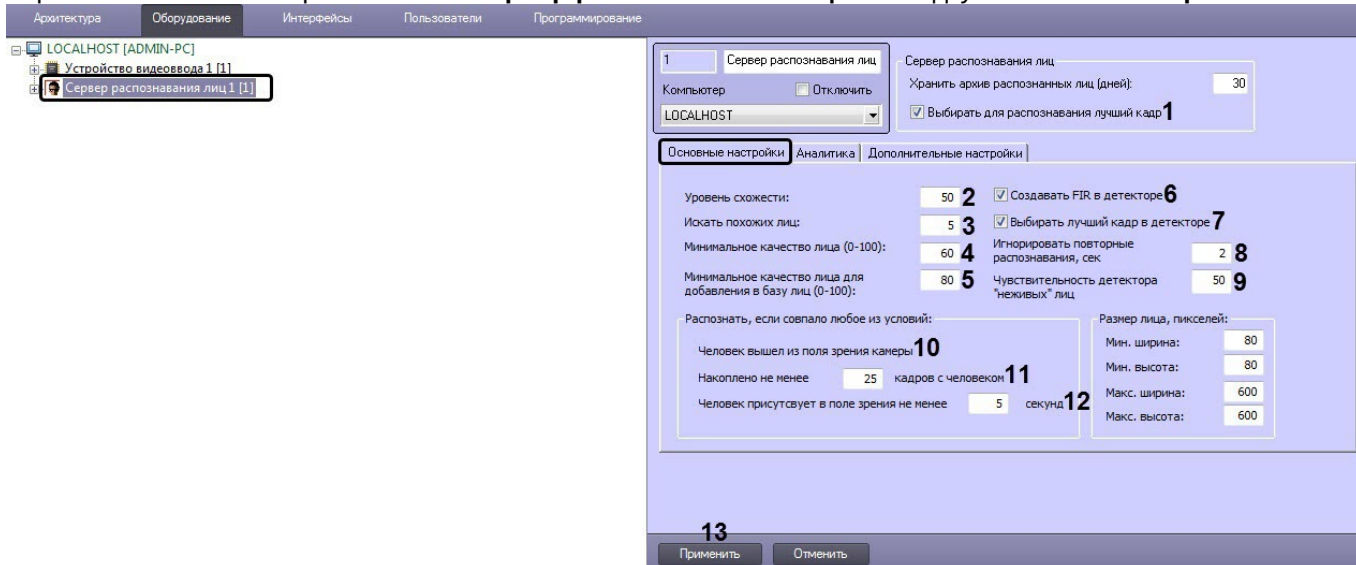 Архитектура Оборудование Интерфейсы Пользователи Программирование
LOCALHOST [ADMIN-PC]
Устройство видеоввода 1 [1]
Сервер распознавания лиц 1 [1]
1 Сервер распознавания лиц
Компьютер Отключить
LOCALHOST
Сервер распознавания лиц
Хранить архив распознанных лиц (дней): 30
Выбирать для распознавания лучший кадр 1
Основные настройки Аналитика Дополнительные настройки
Уровень схожести: 50 2 Создавать FIR в детекторе 6
Искать похожих лиц: 5 3 Выбирать лучший кадр в детекторе 7
Минимальное качество лица (0-100): 60 4
Игнорировать повторные
распознавания, сек 2 8
Минимальное качество лица для
добавления в базу лиц (0-100): 80 5
Чувствительность детектора
"неживых" лиц 50 9
Распознать, если совпало любое из условий:
Человек вышел из поля зрения камеры 10
Накоплено не менее 25 кадров с человеком 11
Человек присутсвует в поле зрения не менее 5 секунд 12
Размер лица, пикселей:
Мин. ширина: 80
Мин. высота: 80
Макс. ширина: 600
Макс. высота: 600
13
Применить Отменить